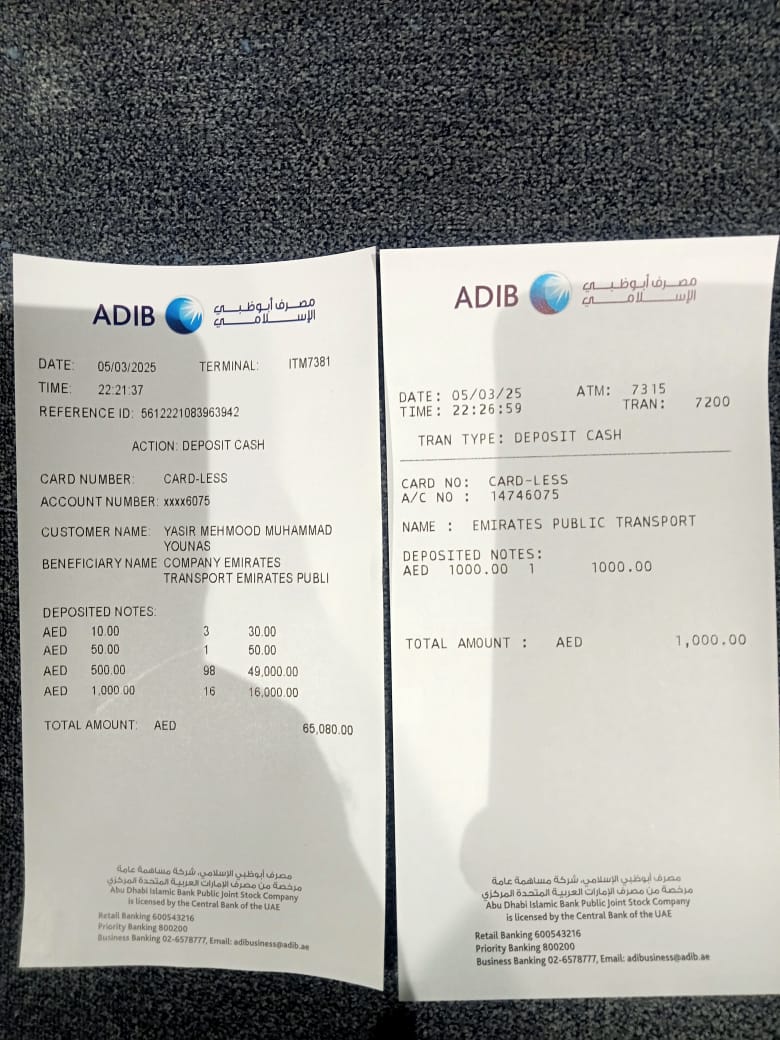 ADIB
مصرف أبوظبي
الإسلامي
DATE: 05/03/2025 TERMINAL: ITM7381
TIME: 22:21:37
REFERENCE ID: 5612221083963942
ACTION: DEPOSIT CASH
CARD NUMBER: CARD-LESS
ACCOUNT NUMBER: xxxx6075
CUSTOMER NAME: YASIR MEHMOOD MUHAMMAD
YOUNAS
BENEFICIARY NAME COMPANY EMIRATES
TRANSPORT EMIRATES PUBLI
DEPOSITED NOTES:
AED 10.00 3 30.00
AED 50.00 1 50.00
AED 500.00 98 49,000.00
AED 1,000.00 16 16,000.00
TOTAL AMOUNT: AED 65,080.00
مصرف أبوظبي الإسلامي، شركة مساهمة عامة
مرخصة من مصرف الإمارات العربية المتحدة المركزي
Abu Dhabi Islamic Bank Public Joint Stock Company
is licensed by the Central Bank of the UAE
Retail Banking 600543216
Priority Banking 800200
Business Banking 02-6578777, Email: adibusiness@adib.ae
ADIB
مصرف أبوظبي
الإسلامي
DATE: 05/03/25 ATM: 7315
TIME: 22:26:59 TRAN: 7200
TRAN TYPE: DEPOSIT CASH
CARD NO: CARD-LESS
A/C NO : 14746075
NAME : EMIRATES PUBLIC TRANSPORT
DEPOSITED NOTES:
AED 1000.00 1 1000.00
TOTAL AMOUNT : AED 1,000.00
مصرف أبوظبي الإسلامي، شركة مساهمة عامة
مرخصة من مصرف الإمارات العربية المتحدة المركزي
Abu Dhabi Islamic Bank Public Joint Stock Company
is licensed by the Central Bank of the UAE
Retail Banking 600543216
Priority Banking 800200
Business Banking 02-6578777, Email: adibusiness@adib.ae